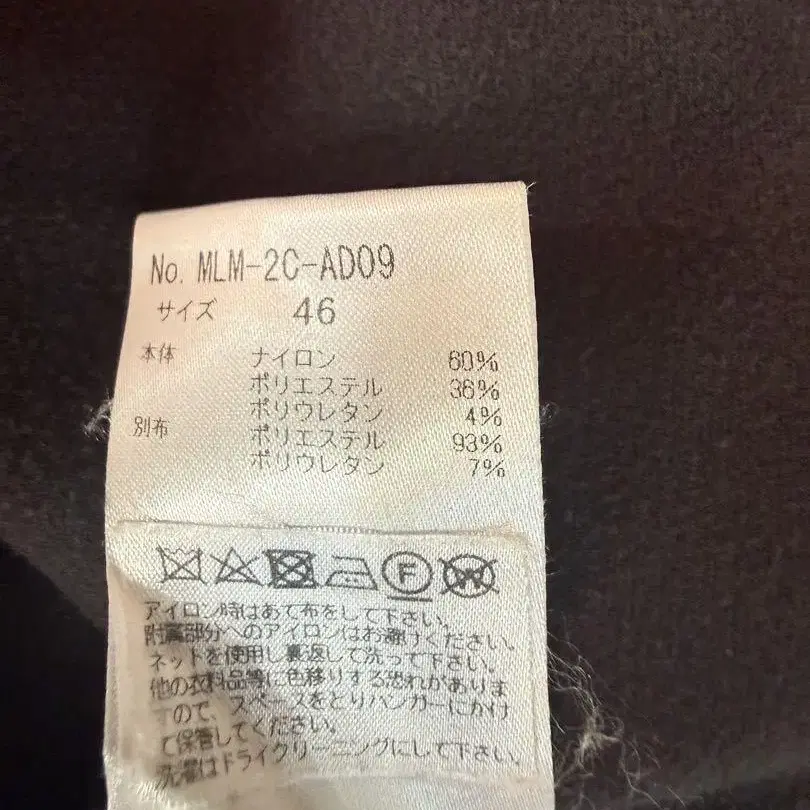 No. MLM-2C-AD09
サイズ 46
本体 ナイロン 60%
ポリエステル 36%
ポリウレタン 4%
別布 ポリエステル 93%
ポリウレタン 7%
F
W
アイロン時はあて布をして下さい。
附属部分へのアイロンはお避けください。
ネットを使用し裏返して洗って下さい。
他の衣料品等に色移りする恐れがありま
すので、スペースをとりハンガーにかけ
て保管してください。
洗濯はドライクリーニングにして下さい。